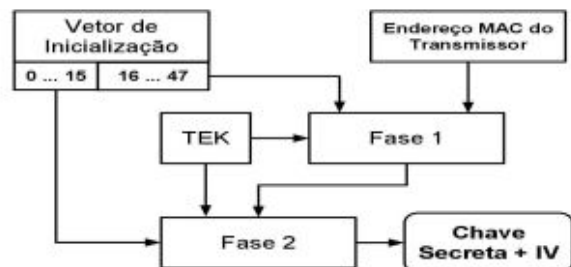 Vetor de
Inicialização
0 ... 15
16 ... 47
Endereço MAC do
Transmissor
TEK
Fase 1
Fase 2
Chave
Secreta + IV